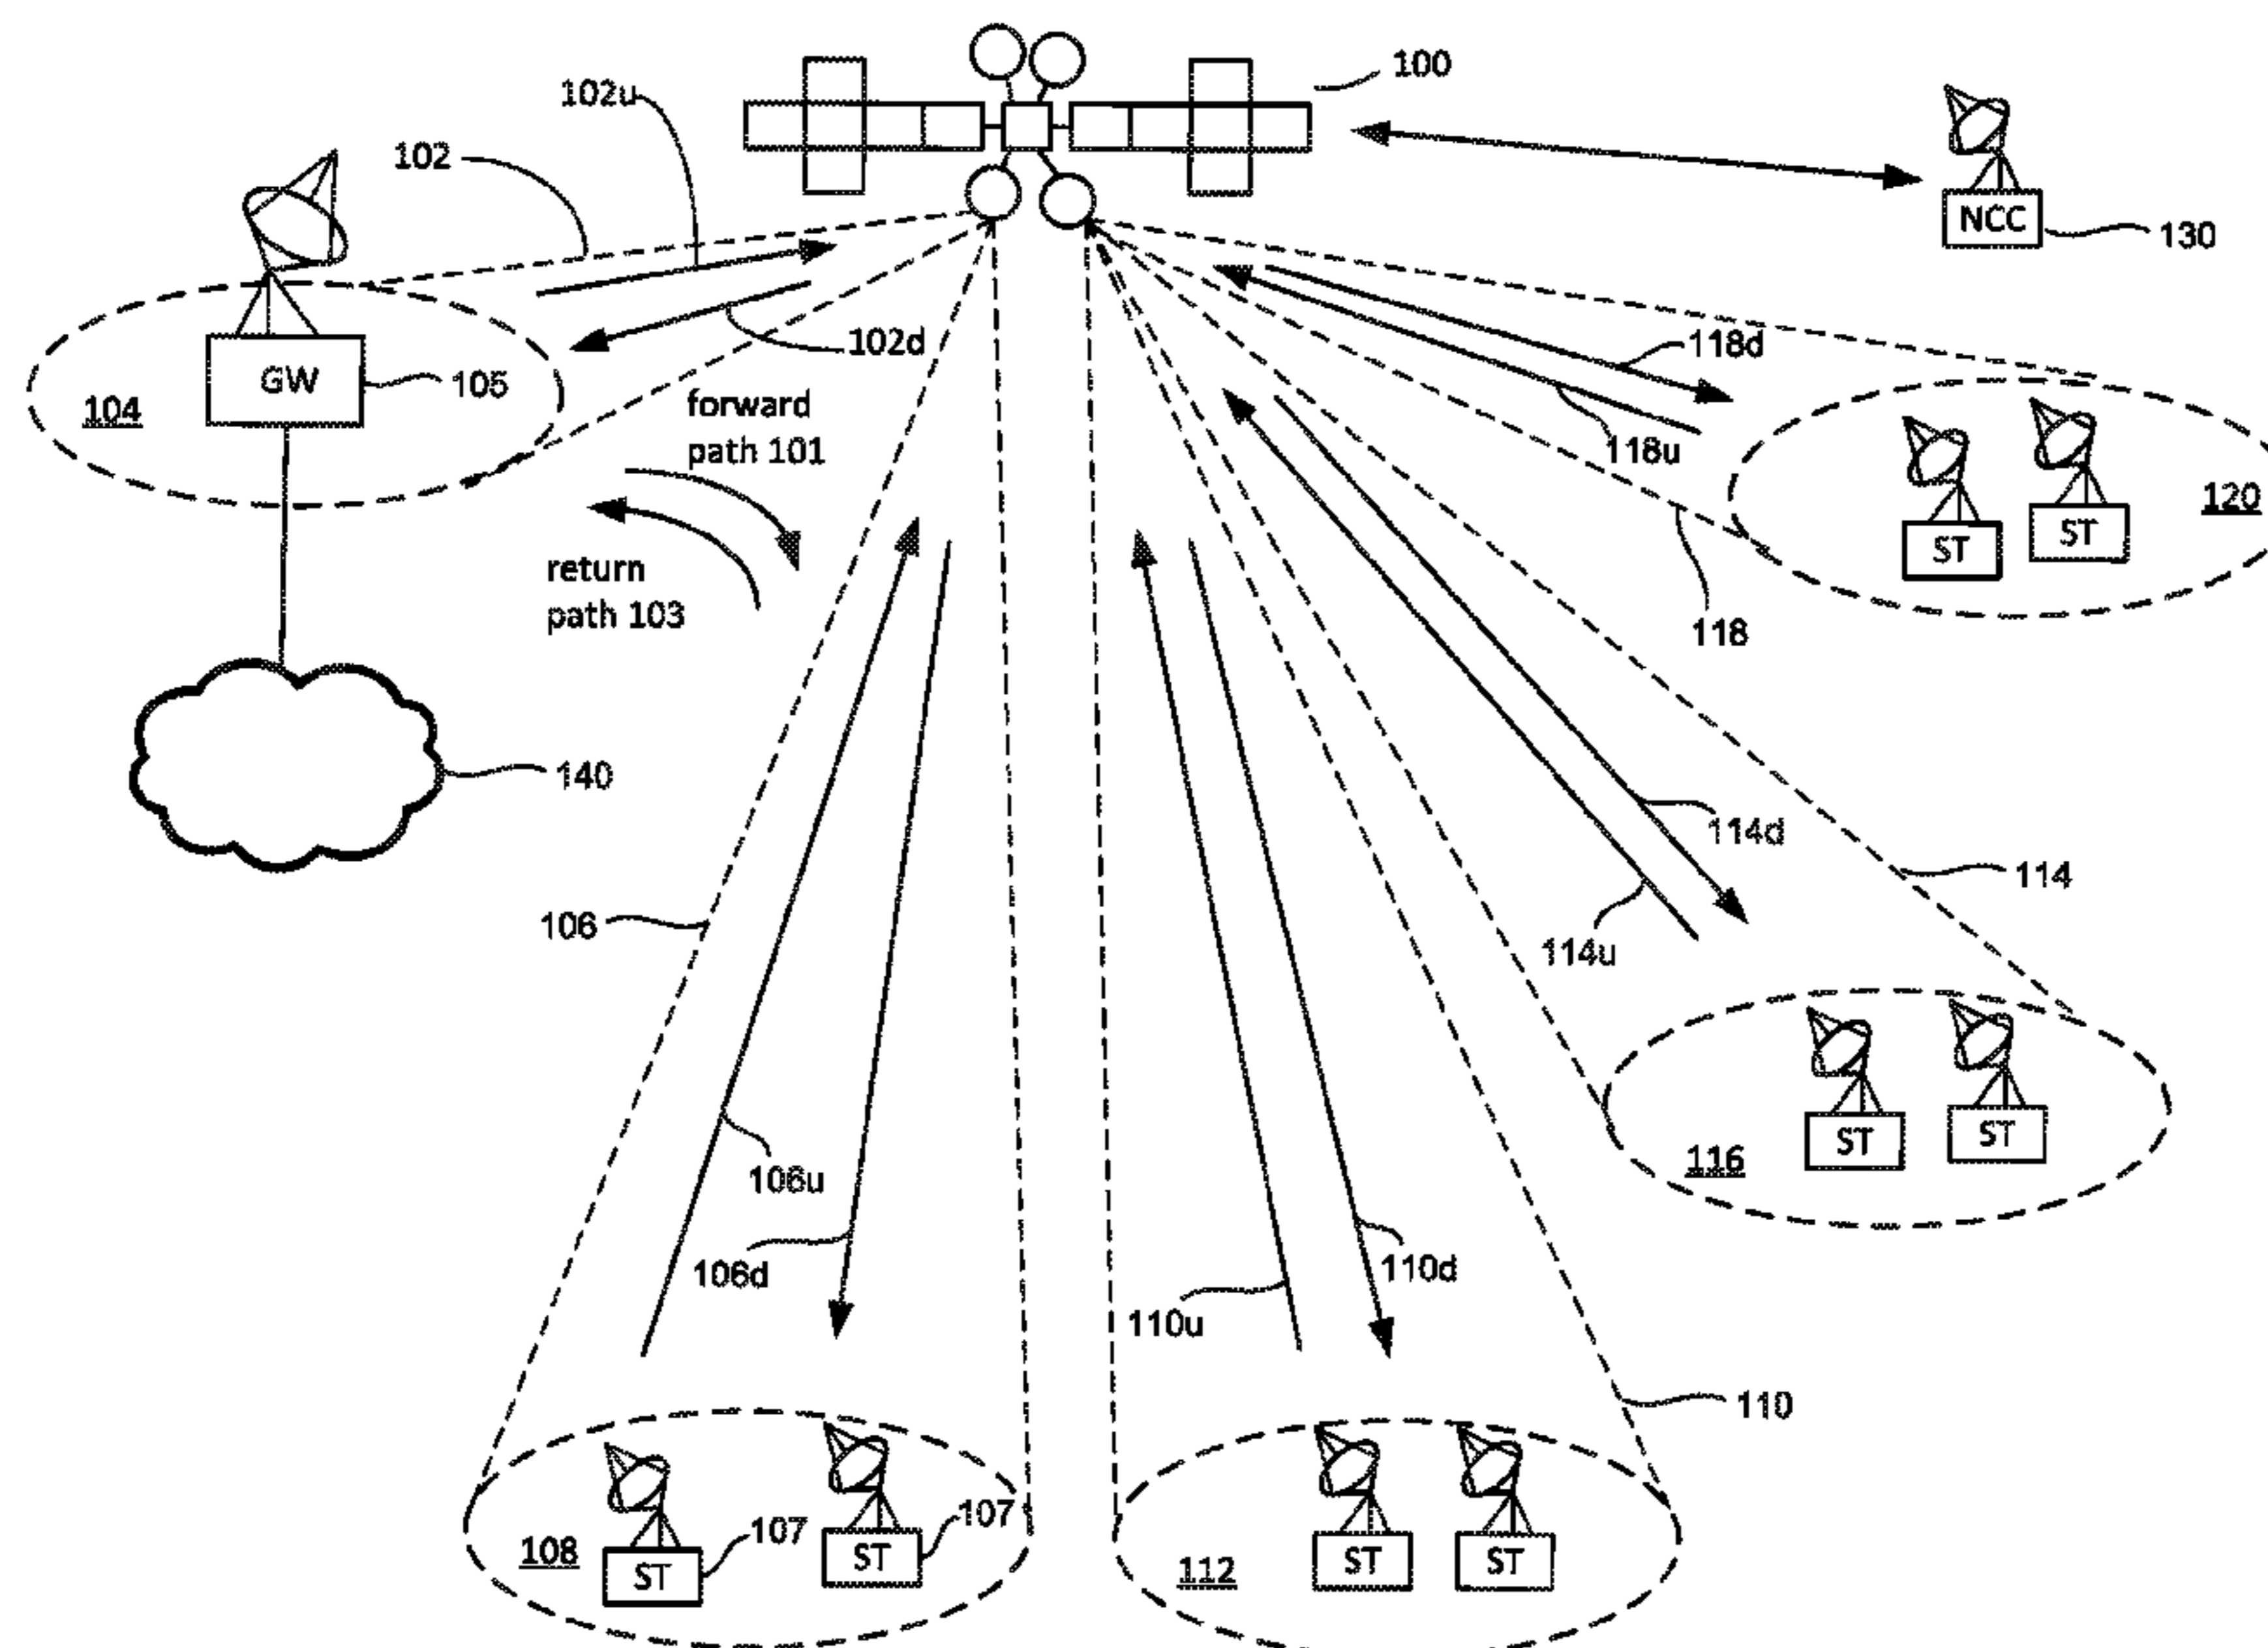 100
102u
102
NCC
130
102d
118d
GW
105
104
forward
path 101
118u
120
ST
ST
return
path 103
118
140
114d
114
106
114u
ST
ST
116
106u
106d
110d
110u
110
107
107
108
ST
ST
112
ST
ST